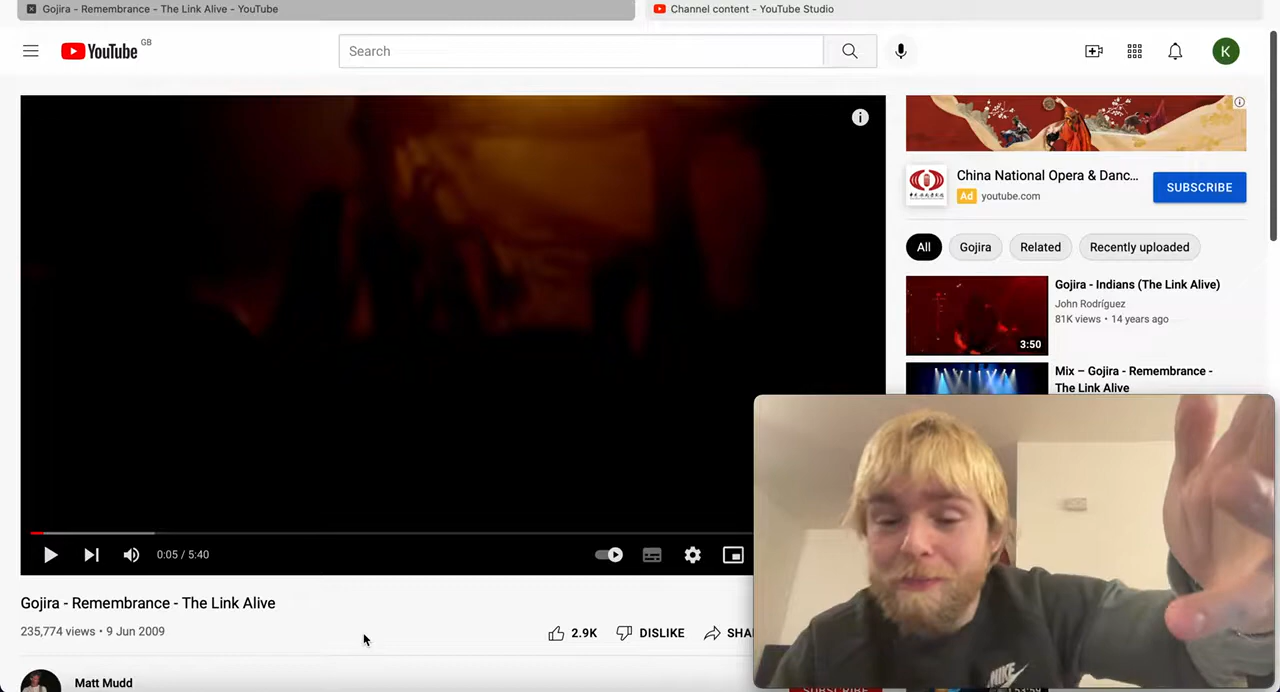 Gojira - Remembrance - The Link Alive - YouTube
Channel content - YouTube Studio
YouTube GB
Search
K
China National Opera & Danc...
Ad youtube.com
SUBSCRIBE
All Gojira Related Recently uploaded
Gojira - Indians (The Link Alive)
John Rodríguez
81K views • 14 years ago
3:50
Mix – Gojira - Remembrance -
The Link Alive
0:05 / 5:40
Gojira - Remembrance - The Link Alive
235,774 views • 9 Jun 2009
2.9K DISLIKE SHA
Matt Mudd